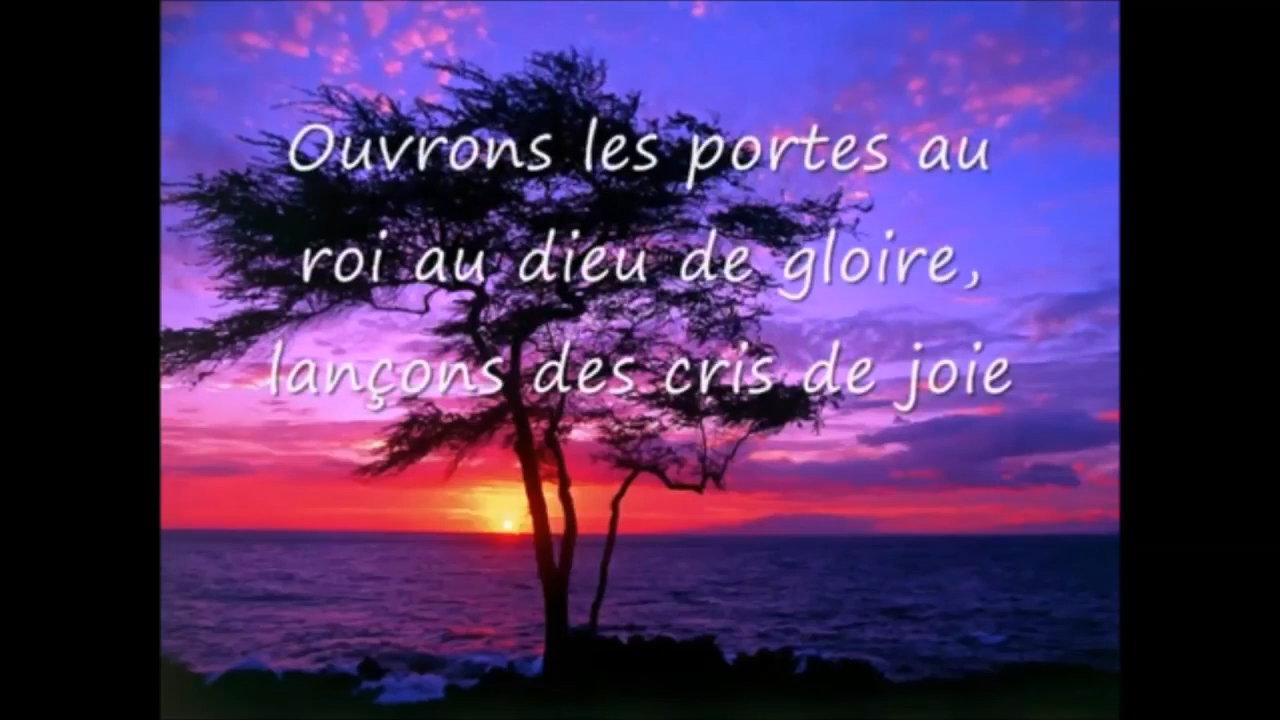 Ouvrons les portes au
roi au dieu de gloire,
lançons des cris de joie